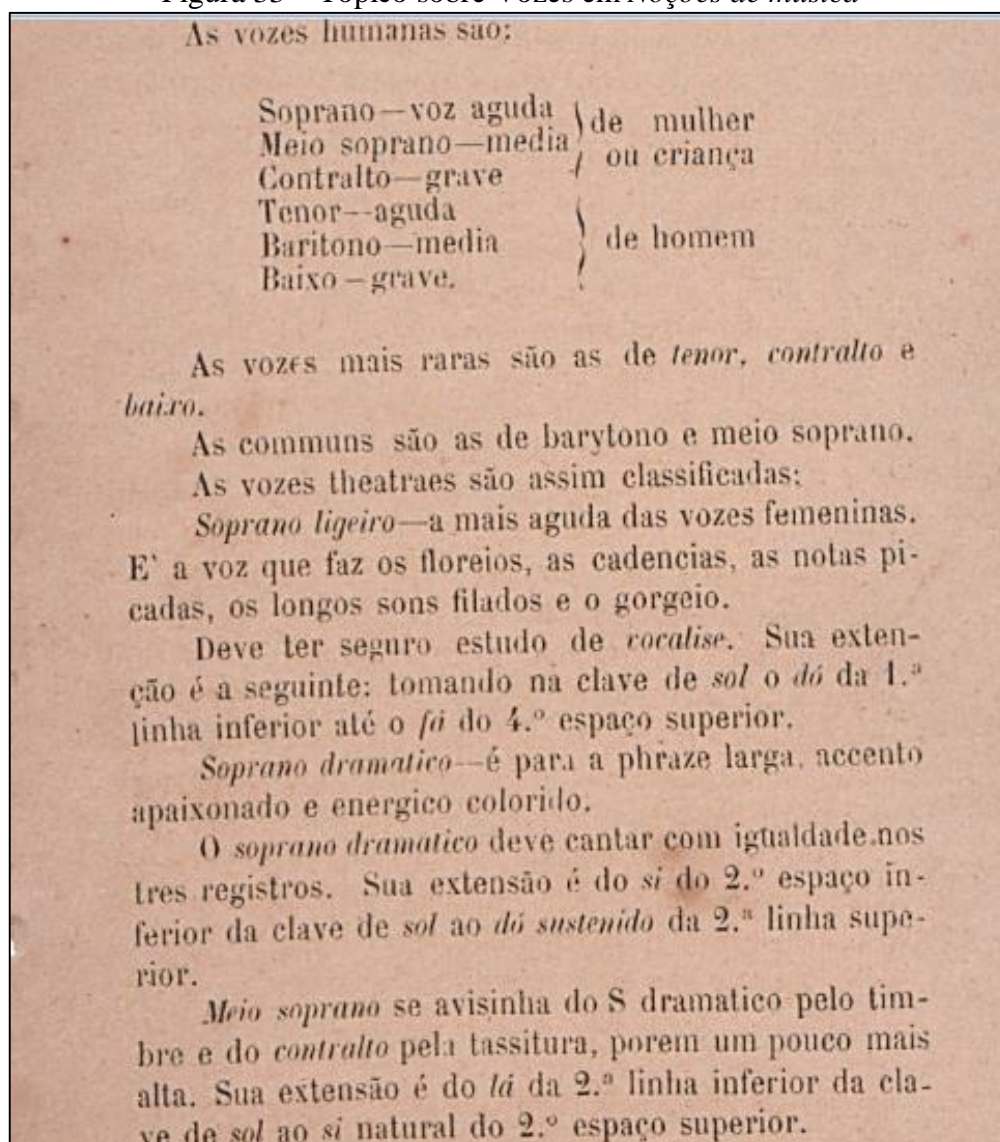 Figura 35 – Tópico sobre Vozes em Noções de música
As vozes humanas são:
Soprano—voz aguda
Meio soprano—media
Contralto—grave
de mulher
ou criança
Tenor—aguda
Baritono—media
Baixo—grave.
de homem
As vozes mais raras são as de tenor, contralto e
baixo.
As communs são as de barytono e meio soprano.
As vozes theatraes são assim classificadas:
Soprano ligeiro—a mais aguda das vozes femeninas.
E` a voz que faz os floreios, as cadencias, as notas pi-
cadas, os longos sons filados e o gorgeio.
Deve ter seguro estudo de vocalise. Sua exten-
ção é a seguinte: tomando na clave de sol o dó da 1.ª
linha inferior até o fá do 4.º espaço superior.
Soprano dramatico—é para a phraze larga, accento
apaixonado e energico colorido.
O soprano dramatico deve cantar com igualdade nos
tres registros. Sua extensão é do si do 2.º espaço in-
ferior da clave de sol ao dó sustenido da 2.ª linha supe-
rior.
Meio soprano se avisinha do S dramatico pelo tim-
bre e do contralto pela tassitura, porem um pouco mais
alta. Sua extensão é do lá da 2.ª linha inferior da cla-
ve de sol ao si natural do 2.º espaço superior.